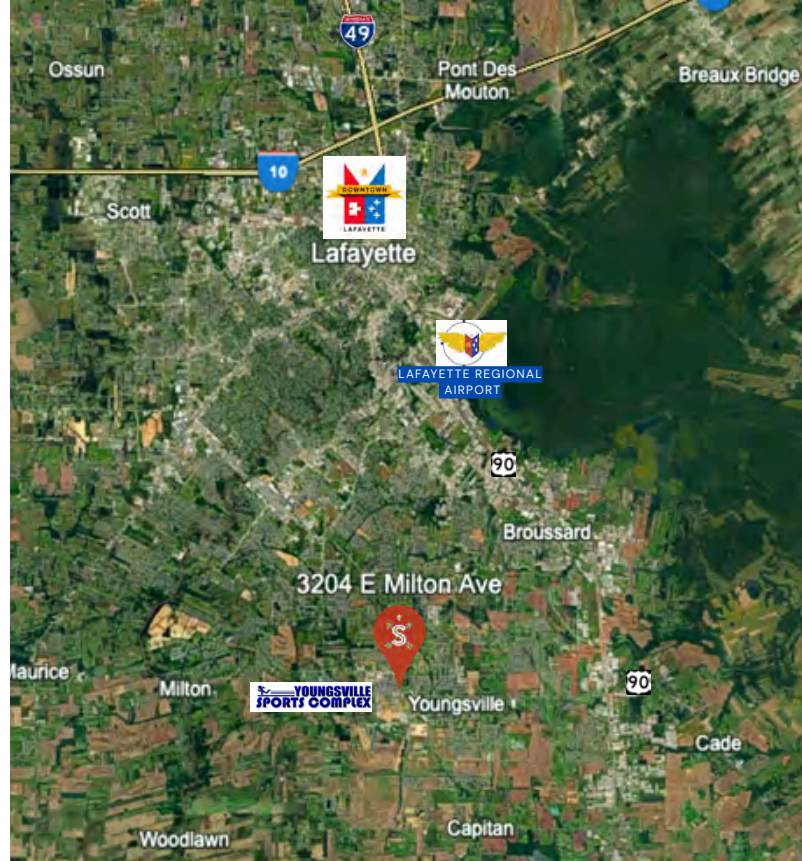 49
Ossun
Pont Des
Mouton
Breaux Bridge
10
DOWNTOWN
LAFAYETTE
Scott
Lafayette
LAFAYETTE REGIONAL
AIRPORT
90
Broussard
3204 E Milton Ave
S
Maurice
Milton
YOUNGSVILLE
SPORTS COMPLEX
90
Youngsville
Cade
Capitan
Woodlawn